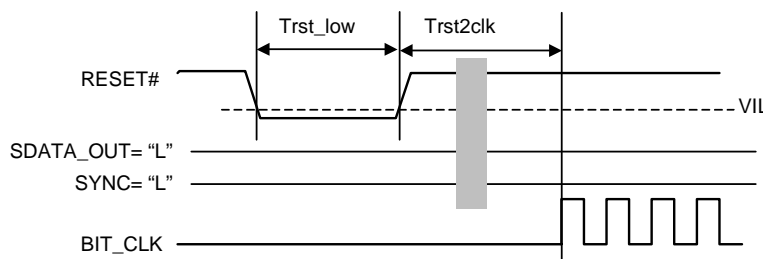 Trst_low Trst2clk
RESET#
VIL
SDATA_OUT= “L”
SYNC= “L”
BIT_CLK